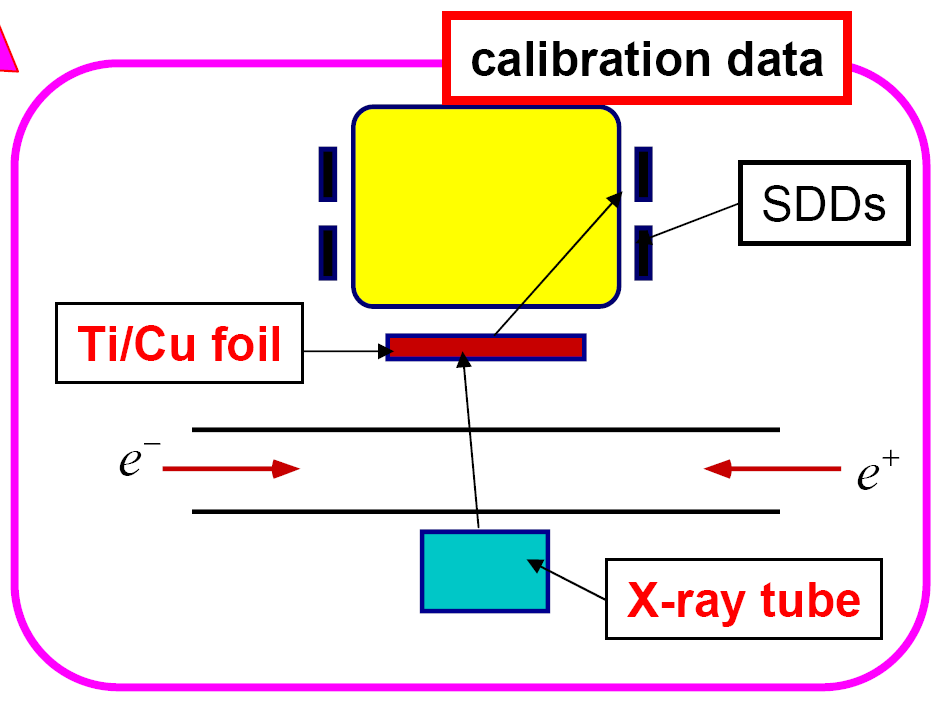 calibration data
SDDs
Ti/Cu foil
e⁻
e⁺
X-ray tube